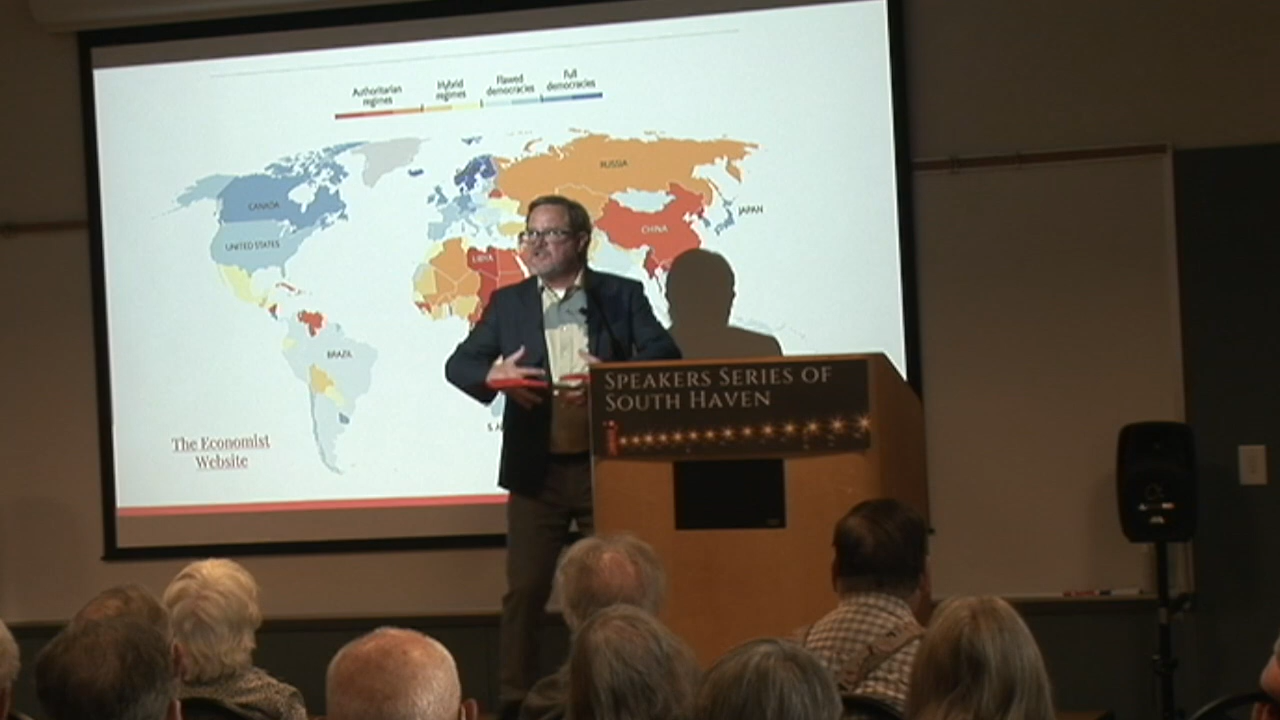 Authoritarian
regimes
Hybrid
regimes
Flawed
democracies
Full
democracies
RUSSIA
CANADA
JAPAN
CHINA
UNITED STATES
LIBYA
BRAZIL
The Economist
Website
SPEAKERS SERIES OF
SOUTH HAVEN